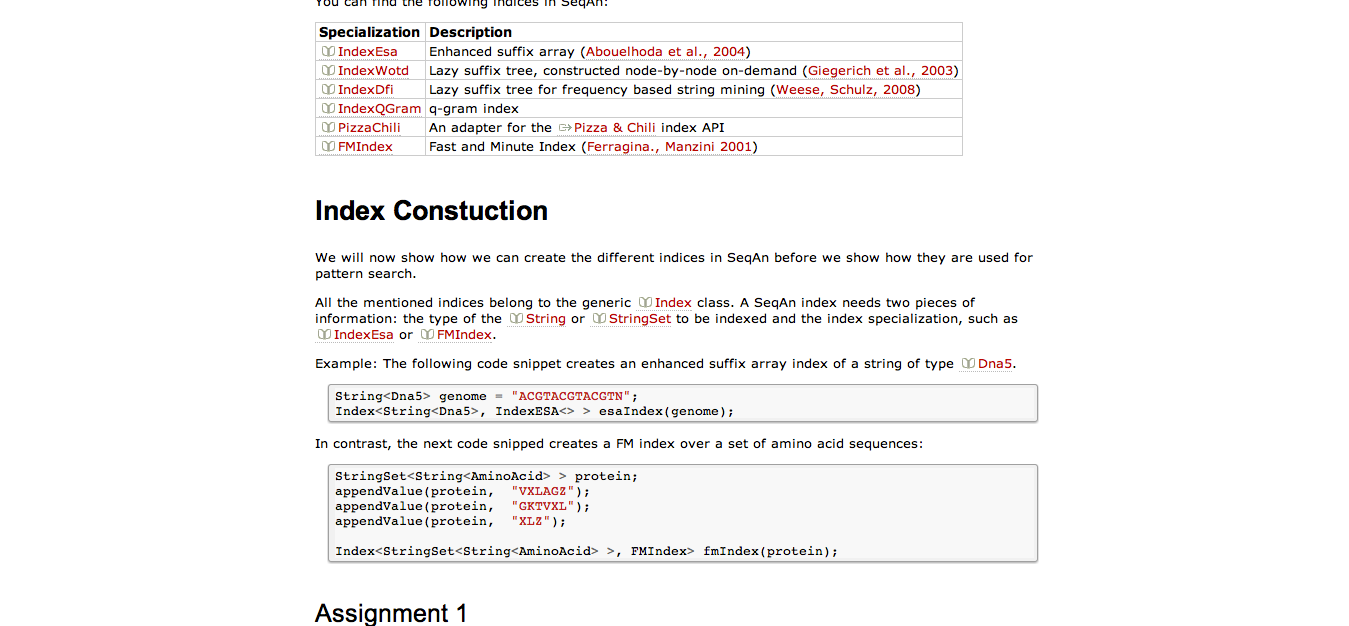 You can find the following indices in SeqAn:
Specialization Description
IndexEsa Enhanced suffix array (Abouelhoda et al., 2004)
IndexWotd Lazy suffix tree, constructed node-by-node on-demand (Giegerich et al., 2003)
IndexDfi Lazy suffix tree for frequency based string mining (Weese, Schulz, 2008)
IndexQGram q-gram index
PizzaChili An adapter for the Pizza & Chili index API
FMIndex Fast and Minute Index (Ferragina., Manzini 2001)
Index Constuction
We will now show how we can create the different indices in SeqAn before we show how they are used for
pattern search.
All the mentioned indices belong to the generic Index class. A SeqAn index needs two pieces of
information: the type of the String or StringSet to be indexed and the index specialization, such as
IndexEsa or FMIndex.
Example: The following code snippet creates an enhanced suffix array index of a string of type Dna5.
String<Dna5> genome = "ACGTACGTACGTN";
Index<String<Dna5>, IndexESA<> > esaIndex(genome);
In contrast, the next code snipped creates a FM index over a set of amino acid sequences:
StringSet<String<AminoAcid> > protein;
appendValue(protein, "VXLAGZ");
appendValue(protein, "GKTVXL");
appendValue(protein, "XLZ");
Index<StringSet<String<AminoAcid> >, FMIndex> fmIndex(protein);
Assignment 1